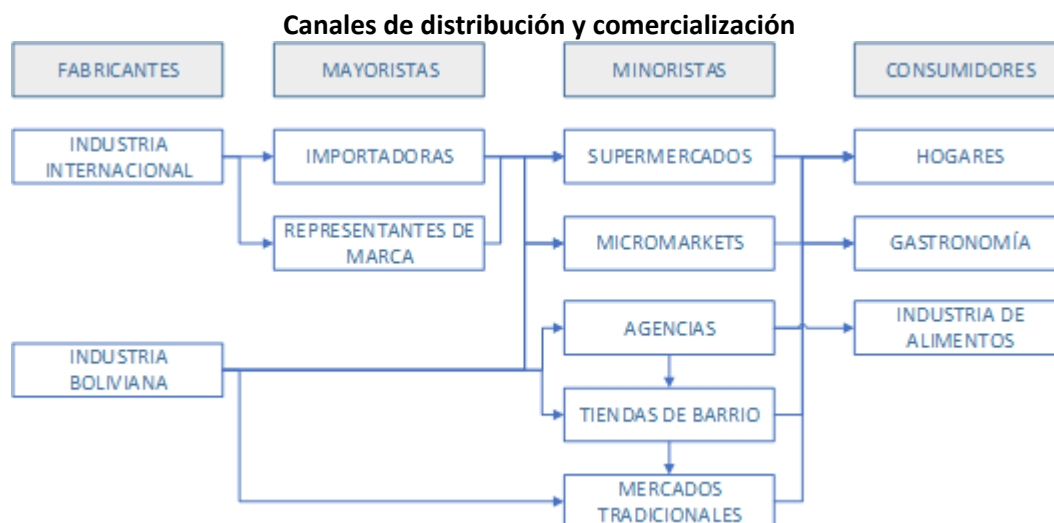 Canales de distribución y comercialización
FABRICANTES
MAYORISTAS
MINORISTAS
CONSUMIDORES
INDUSTRIA
INTERNACIONAL
IMPORTADORAS
SUPERMERCADOS
HOGARES
REPRESENTANTES DE
MARCA
MICROMARKETS
GASTRONOMÍA
AGENCIAS
INDUSTRIA DE
ALIMENTOS
INDUSTRIA
BOLIVIANA
TIENDAS DE BARRIO
MERCADOS
TRADICIONALES